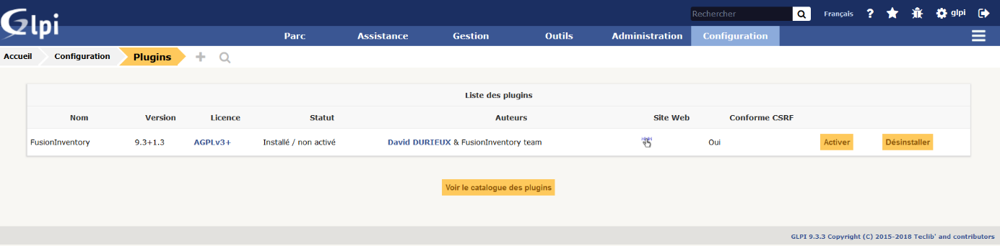 Glpi
Rechercher Français ? glpi
Parc Assistance Gestion Outils Administration Configuration
Accueil Configuration Plugins
Liste des plugins
Nom Version Licence Statut Auteurs Site Web Conforme CSRF
FusionInventory 9.3+1.3 AGPLv3+ Installé / non activé David DURIEUX & FusionInventory team Oui Activer Désinstaller
Voir le catalogue des plugins
GLPI 9.3.3 Copyright (C) 2015-2018 Teclib' and contributors